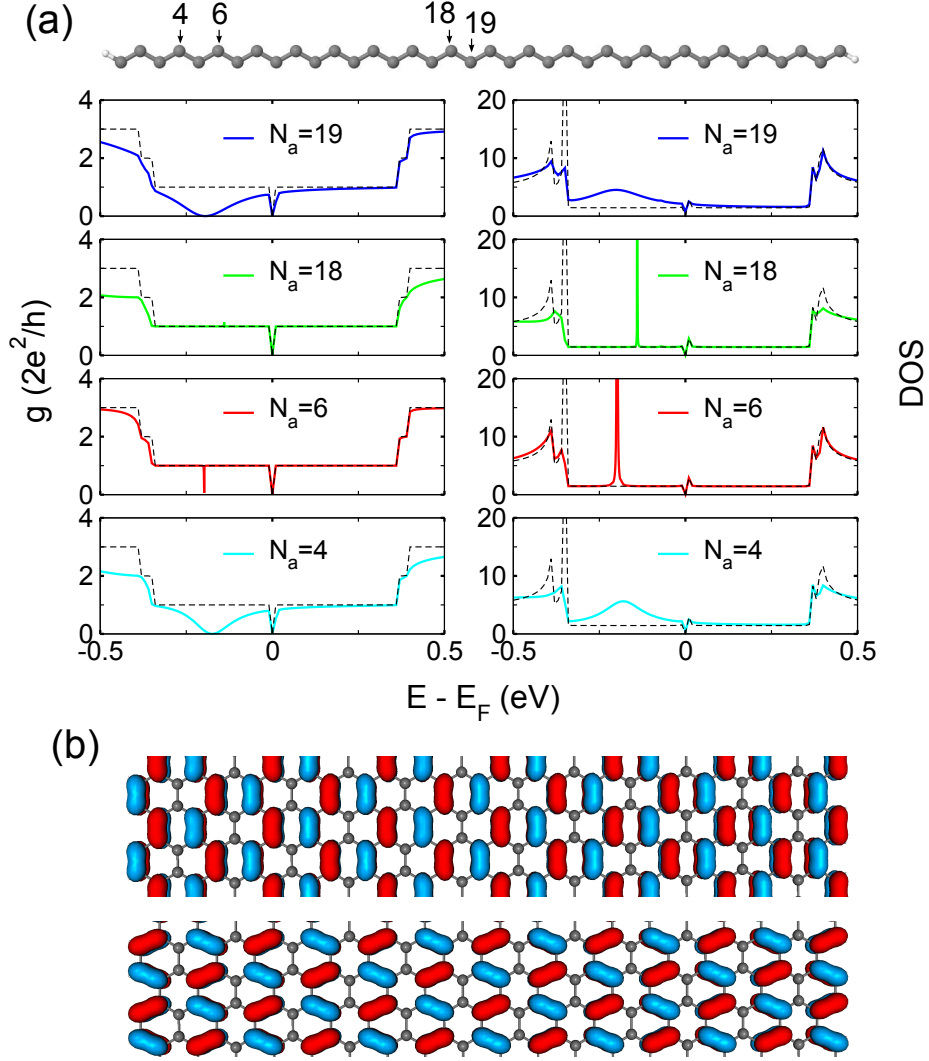 (a)
4 6 18 19
4 20
N_a=19 N_a=19
2 10
0 0
4 20
N_a=18 N_a=18
2 10
0 0
g (2e²/h) DOS
4 20
N_a=6 N_a=6
2 10
0 0
4 20
N_a=4 N_a=4
2 10
0 0
-0.5 0 0.5 -0.5 0 0.5
E - E_F (eV)
(b)